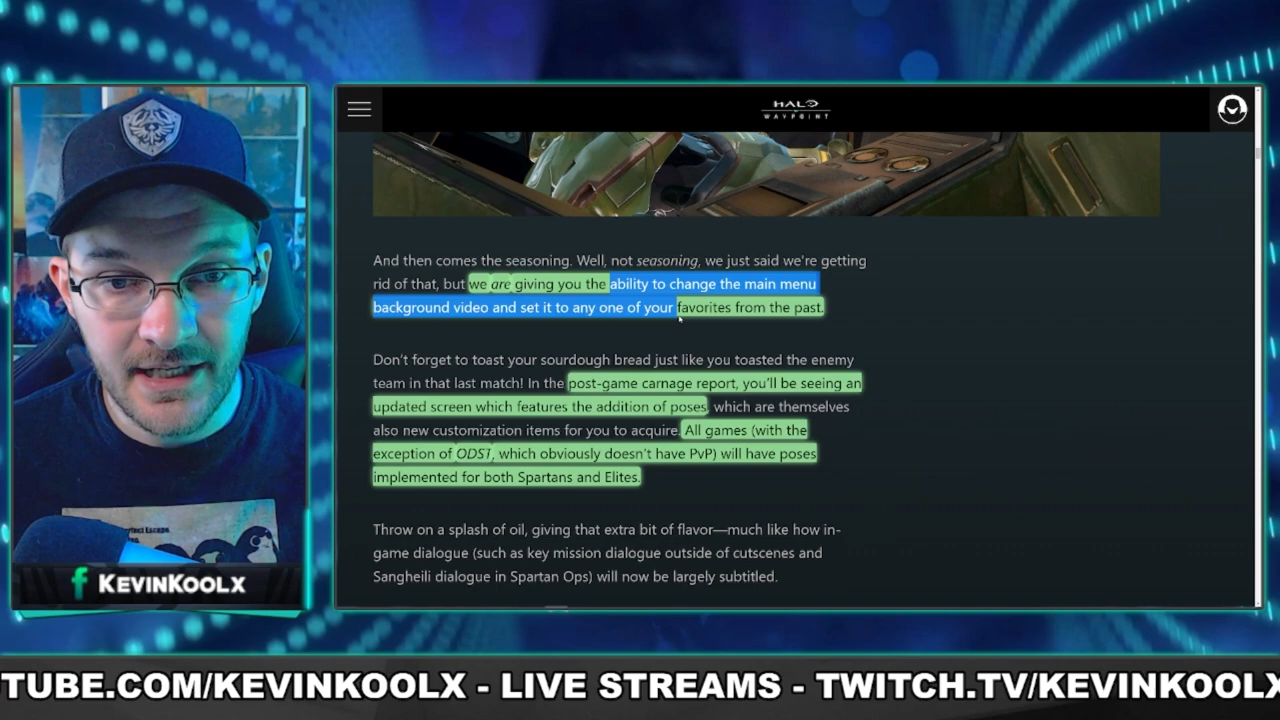 HALO
WAYPOINT
And then comes the seasoning. Well, not seasoning, we just said we're getting
rid of that, but we are giving you the ability to change the main menu
background video and set it to any one of your favorites from the past.
Don't forget to toast your sourdough bread just like you toasted the enemy
team in that last match! In the post-game carnage report, you'll be seeing an
updated screen which features the addition of poses, which are themselves
also new customization items for you to acquire. All games (with the
exception of ODST, which obviously doesn't have PvP) will have poses
implemented for both Spartans and Elites.
Throw on a splash of oil, giving that extra bit of flavor—much like how in-
game dialogue (such as key mission dialogue outside of cutscenes and
Sangheili dialogue in Spartan Ops) will now be largely subtitled.
f KEVINKOOLX
TUBE.COM/KEVINKOOLX - LIVE STREAMS - TWITCH.TV/KEVINKOOLX